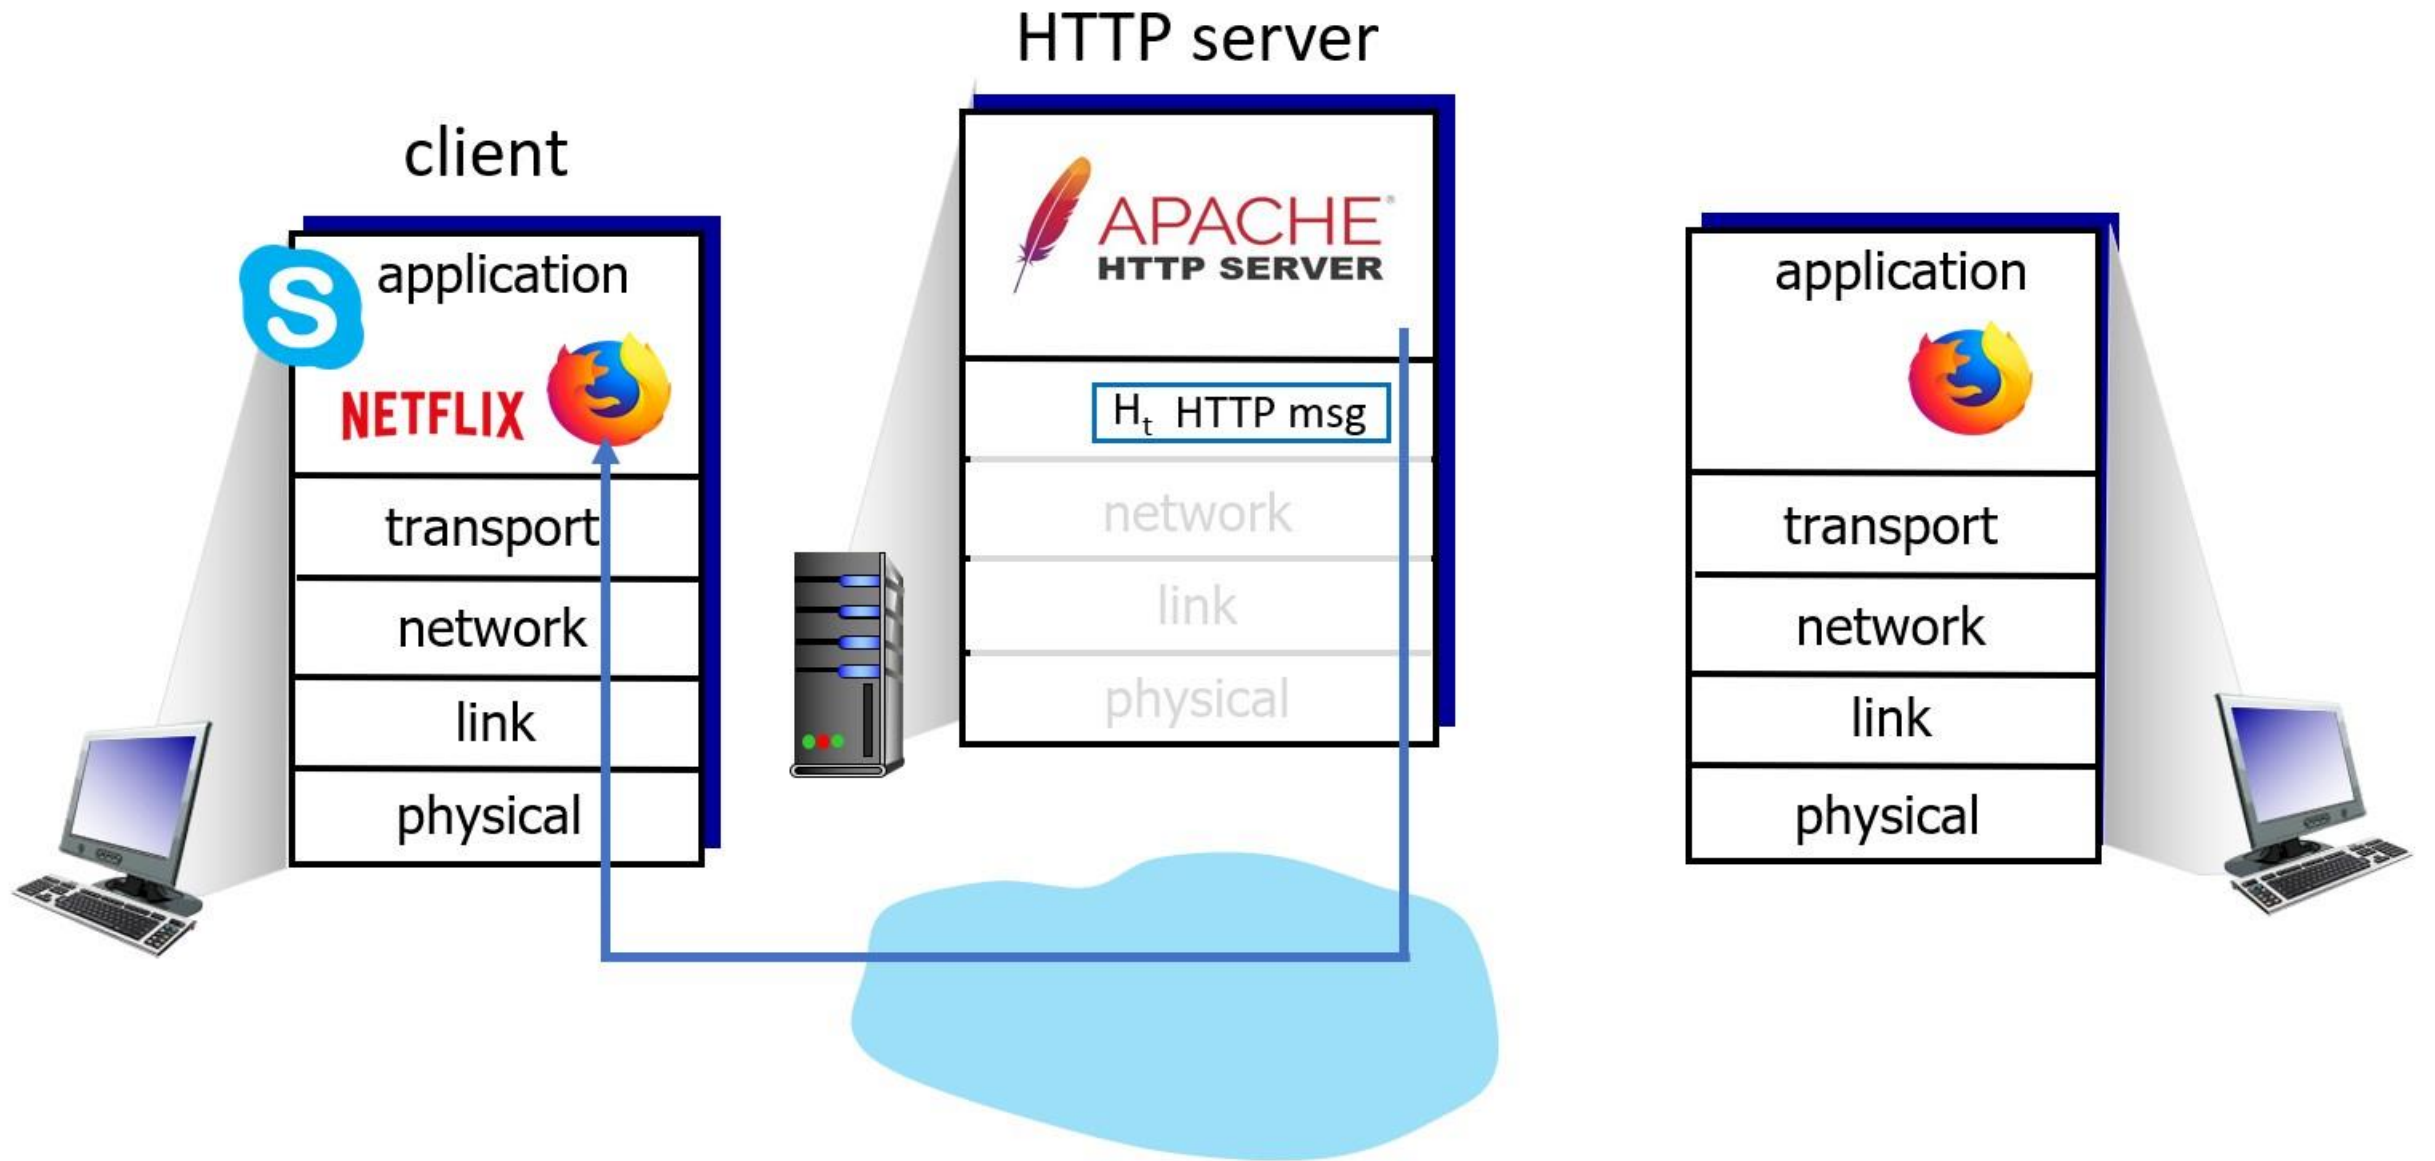 HTTP server
client
S
application
NETFLIX
transport
network
link
physical
APACHE®
HTTP SERVER
Ht HTTP msg
network
link
physical
application
transport
network
link
physical